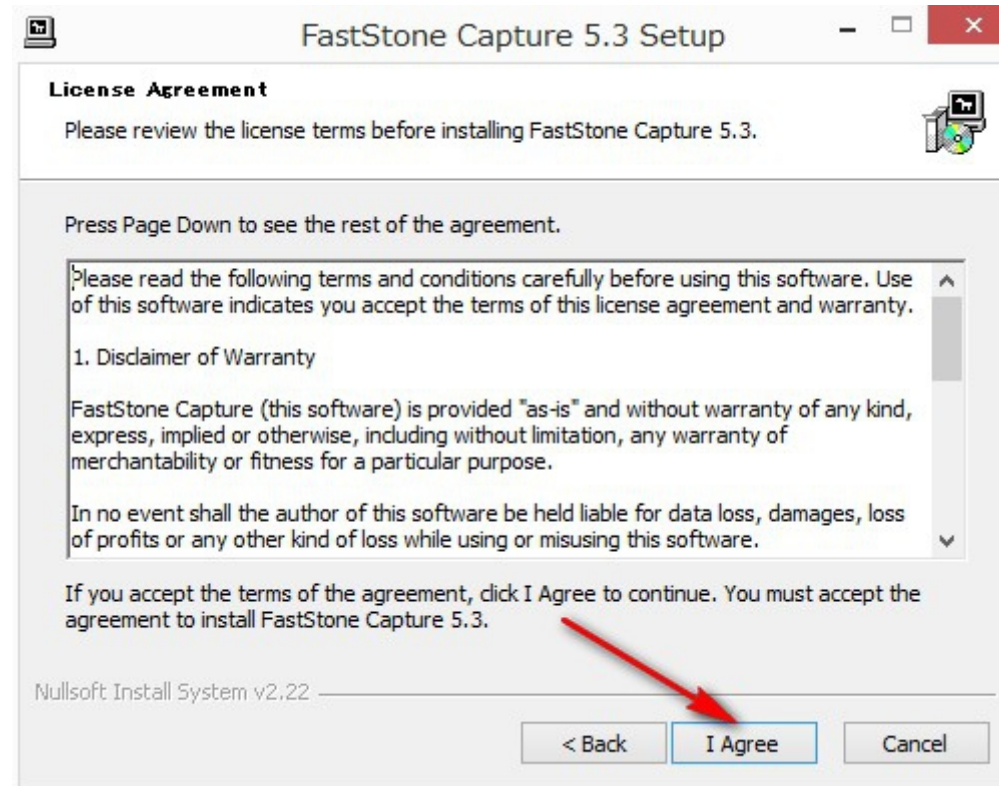 FastStone Capture 5.3 Setup
License Agreement
Please review the license terms before installing FastStone Capture 5.3.
Press Page Down to see the rest of the agreement.
Please read the following terms and conditions carefully before using this software. Use
of this software indicates you accept the terms of this license agreement and warranty.
1. Disclaimer of Warranty
FastStone Capture (this software) is provided "as-is" and without warranty of any kind,
express, implied or otherwise, including without limitation, any warranty of
merchantability or fitness for a particular purpose.
In no event shall the author of this software be held liable for data loss, damages, loss
of profits or any other kind of loss while using or misusing this software.
If you accept the terms of the agreement, click I Agree to continue. You must accept the
agreement to install FastStone Capture 5.3.
Nullsoft Install System v2.22
< Back I Agree Cancel